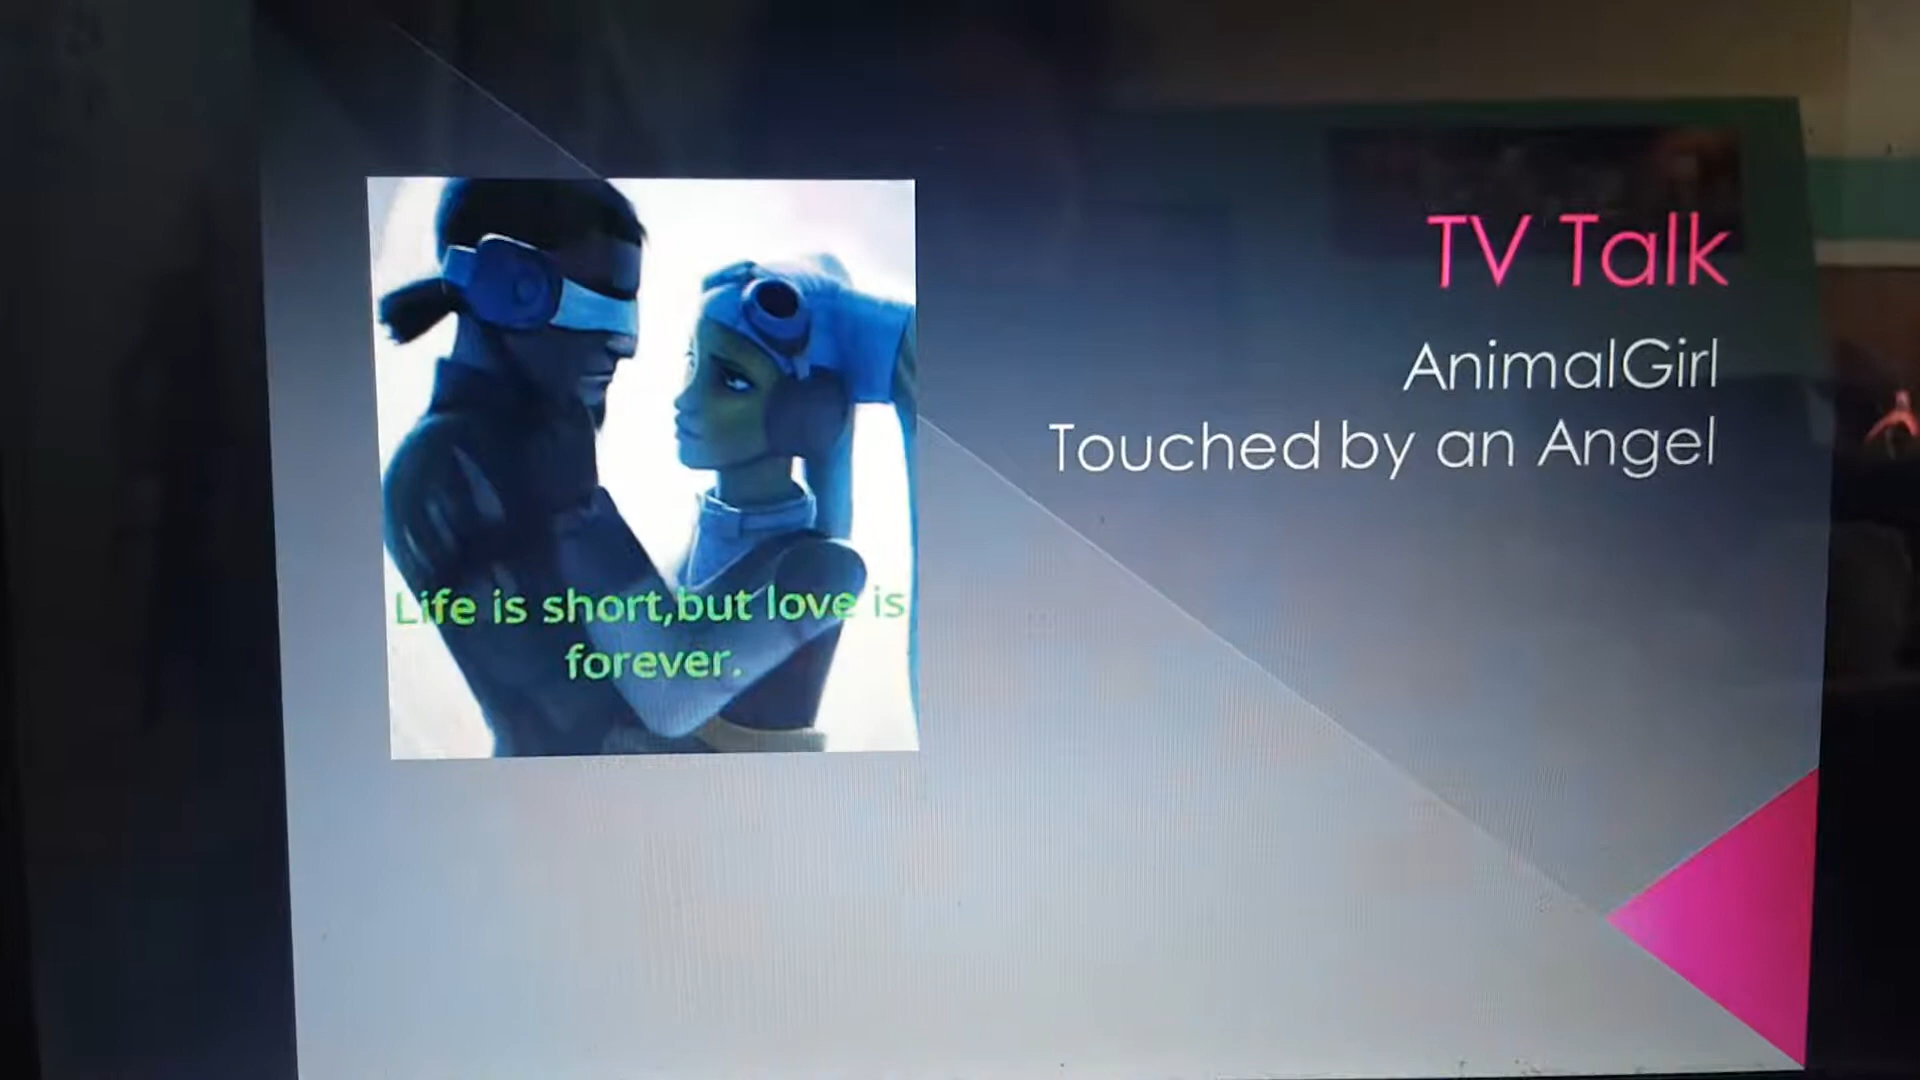 TV Talk
AnimalGirl
Touched by an Angel
Life is short,but love is
forever.